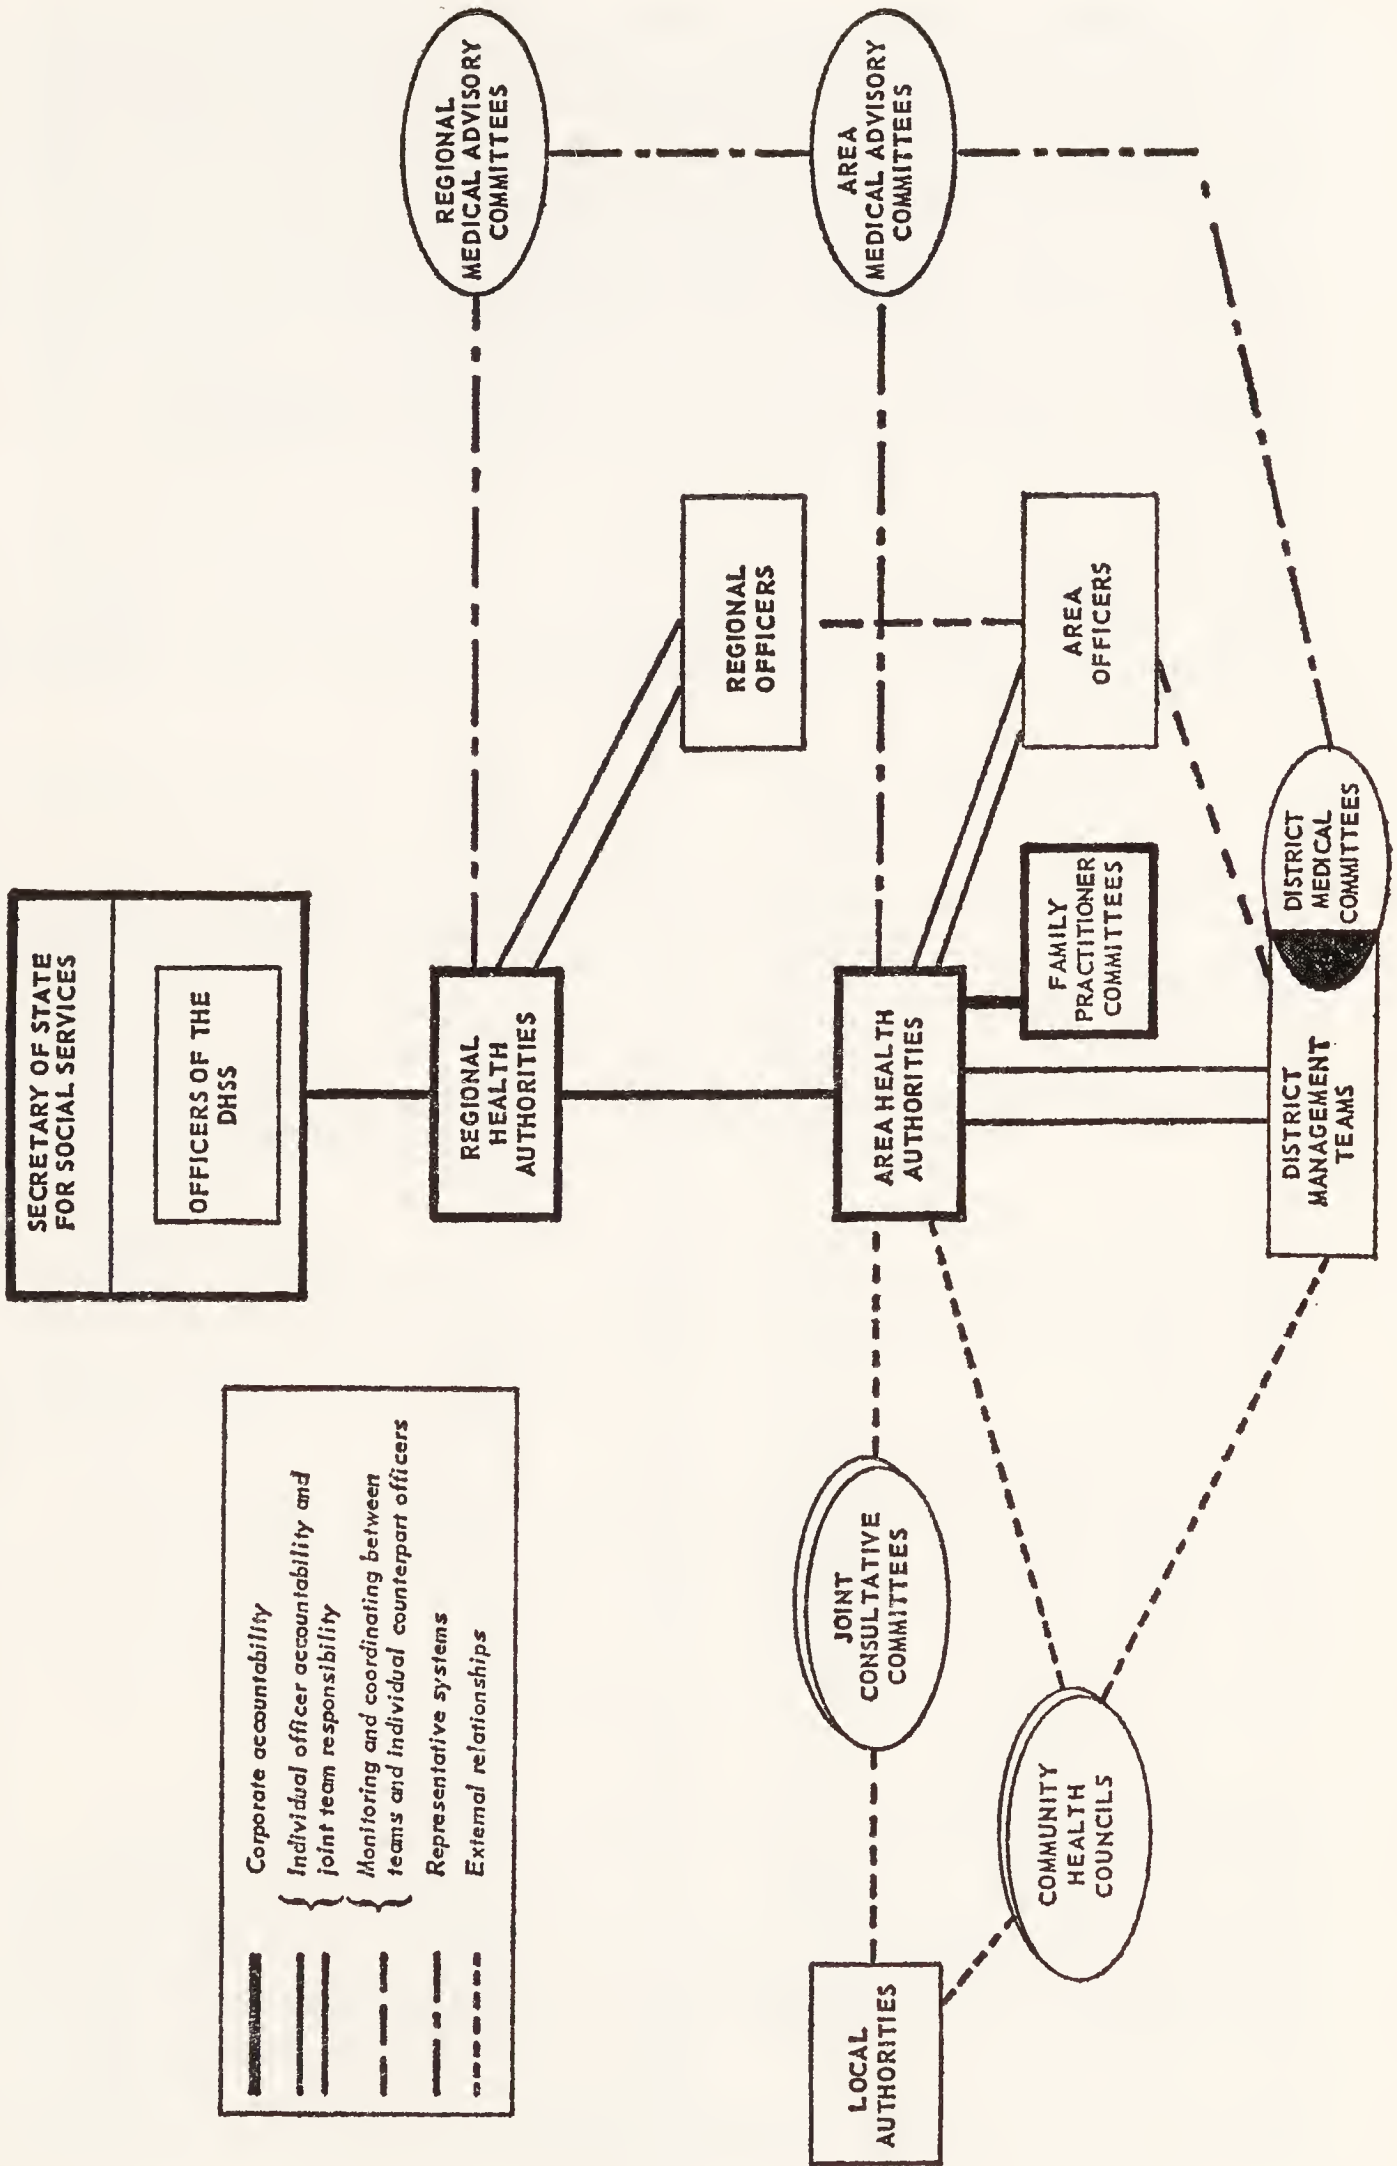 SECRETARY OF STATE
FOR SOCIAL SERVICES
OFFICERS OF THE
DHSS
Corporate accountability
Individual officer accountability and
joint team responsibility
Monitoring and coordinating between
teams and individual counterpart officers
Representative systems
External relationships
REGIONAL
HEALTH
AUTHORITIES
REGIONAL
MEDICAL ADVISORY
COMMITTEES
REGIONAL
OFFICERS
LOCAL
AUTHORITIES
JOINT
CONSULTATIVE
COMMITTEES
AREA HEALTH
AUTHORITIES
AREA
MEDICAL ADVISORY
COMMITTEES
COMMUNITY
HEALTH
COUNCILS
FAMILY
PRACTITIONER
COMMITTEES
AREA
OFFICERS
DISTRICT
MANAGEMENT
TEAMS
DISTRICT
MEDICAL
COMMITTEES